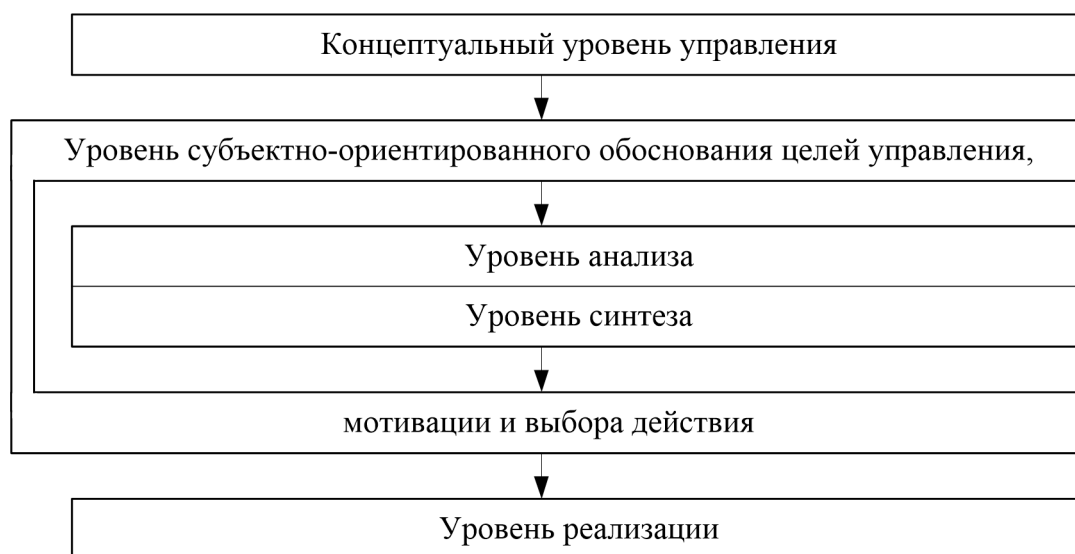 Концептуальный уровень управления
Уровень субъектно-ориентированного обоснования целей управления,
Уровень анализа
Уровень синтеза
мотивации и выбора действия
Уровень реализации